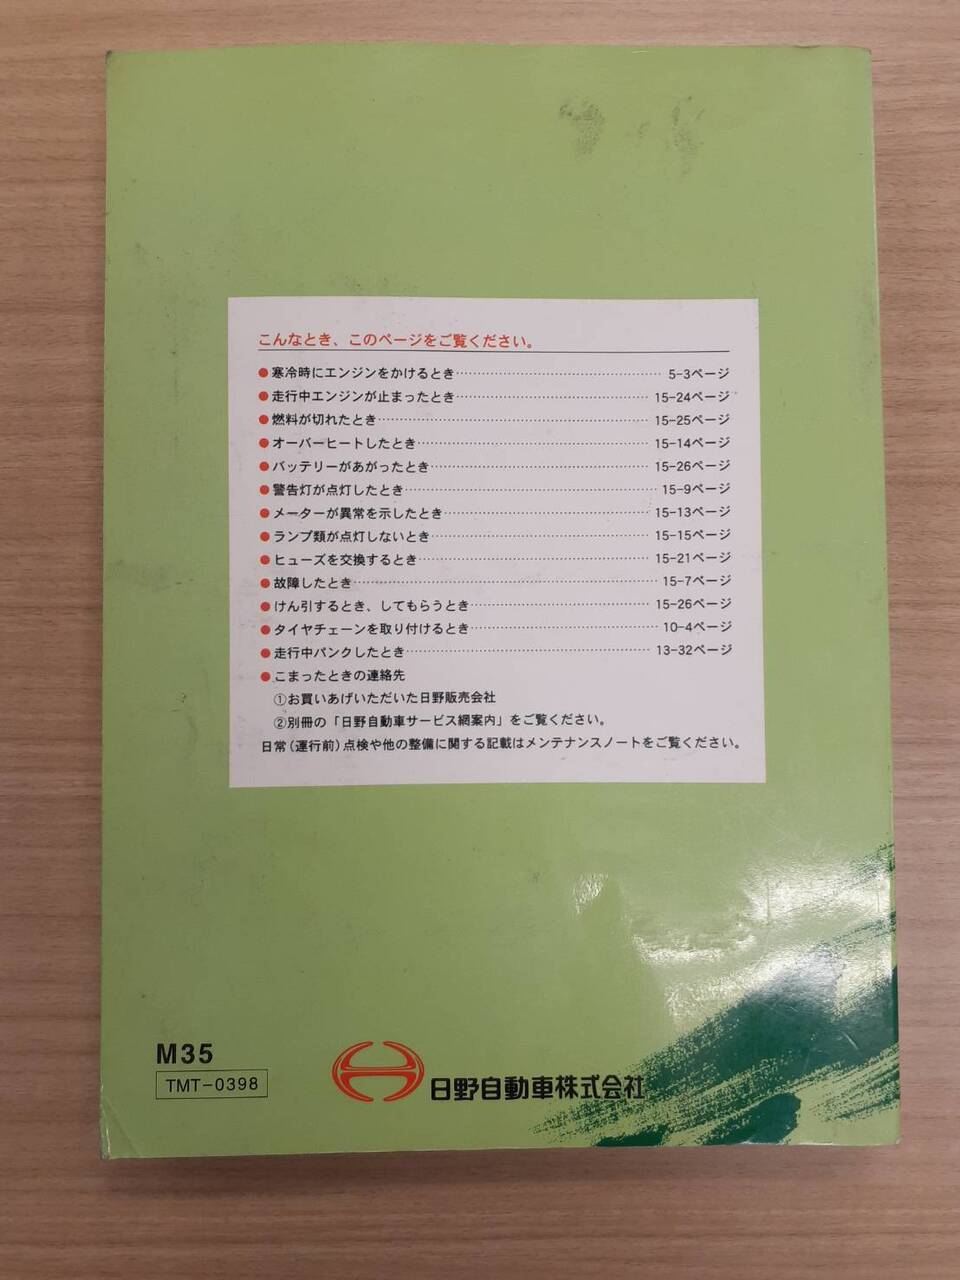 こんなとき、このページをご覧ください。
●寒冷時にエンジンをかけるとき…………5-3ページ
●走行中エンジンが止まったとき…………15-24ページ
●燃料が切れたとき…………15-25ページ
●オーバーヒートしたとき…………15-14ページ
●バッテリーがあがったとき…………15-26ページ
●警告灯が点灯したとき…………15-9ページ
●メーターが異常を示したとき…………15-13ページ
●ランプ類が点灯しないとき…………15-15ページ
●ヒューズを交換するとき…………15-21ページ
●故障したとき…………15-7ページ
●けん引するとき、してもらうとき…………15-26ページ
●タイヤチェーンを取り付けるとき…………10-4ページ
●走行中パンクしたとき…………13-32ページ
●こまったときの連絡先
①お買いあげいただいた日野販売会社
②別冊の「日野自動車サービス網案内」をご覧ください。
日常(運行前)点検や他の整備に関する記載はメンテナンスノートをご覧ください。
M35
TMT-0398
日野自動車株式会社